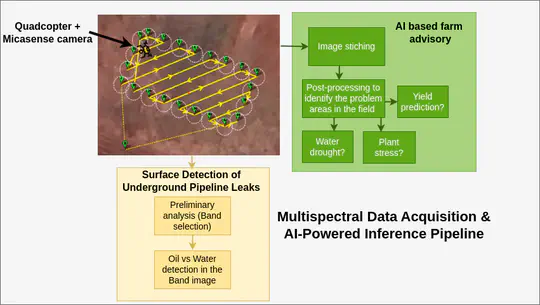 Quadcopter +
Micasense camera
AI based farm
advisory
Image stiching
Post-processing to
identify the problem
areas in the field
Yield
prediction?
Water
drought?
Plant
stress?
Surface Detection of
Underground Pipeline Leaks
Preliminary
analysis (Band
selection)
Oil vs Water
detection in the
Band image
Multispectral Data Acquisition &
AI-Powered Inference Pipeline